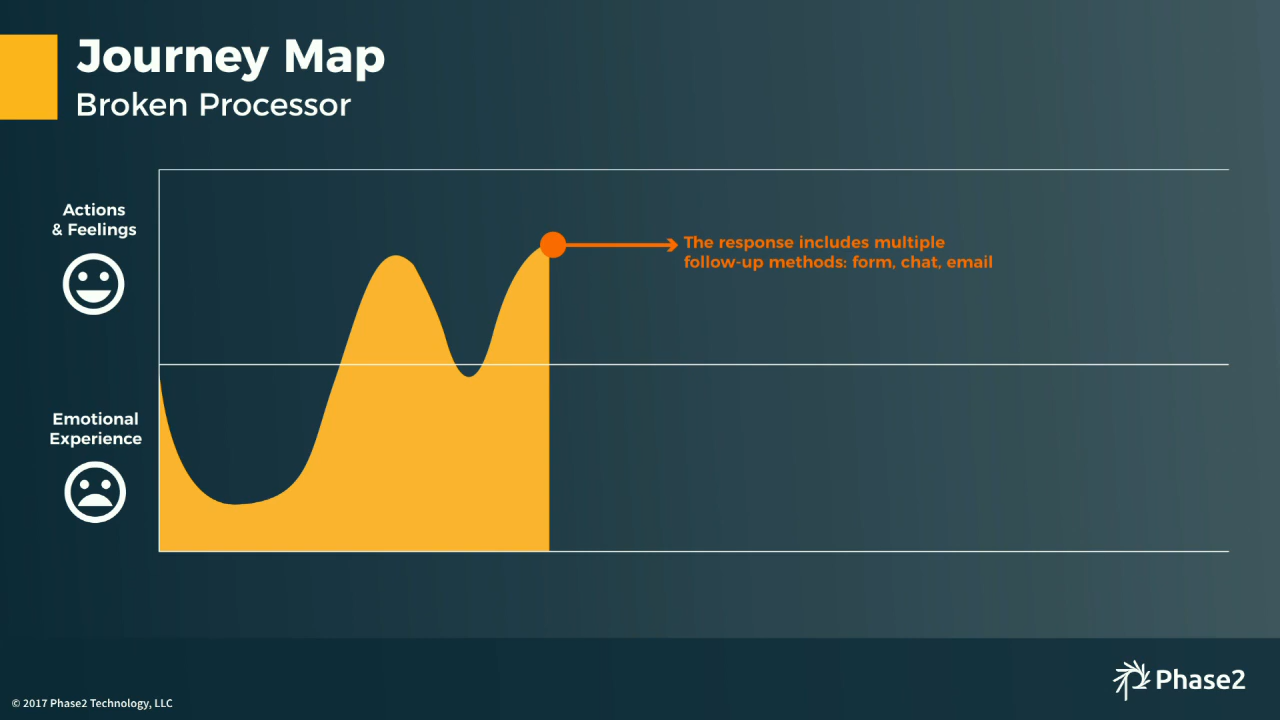 Journey Map
Broken Processor
Actions
& Feelings
The response includes multiple
follow-up methods: form, chat, email
Emotional
Experience
Phase2
© 2017 Phase2 Technology, LLC